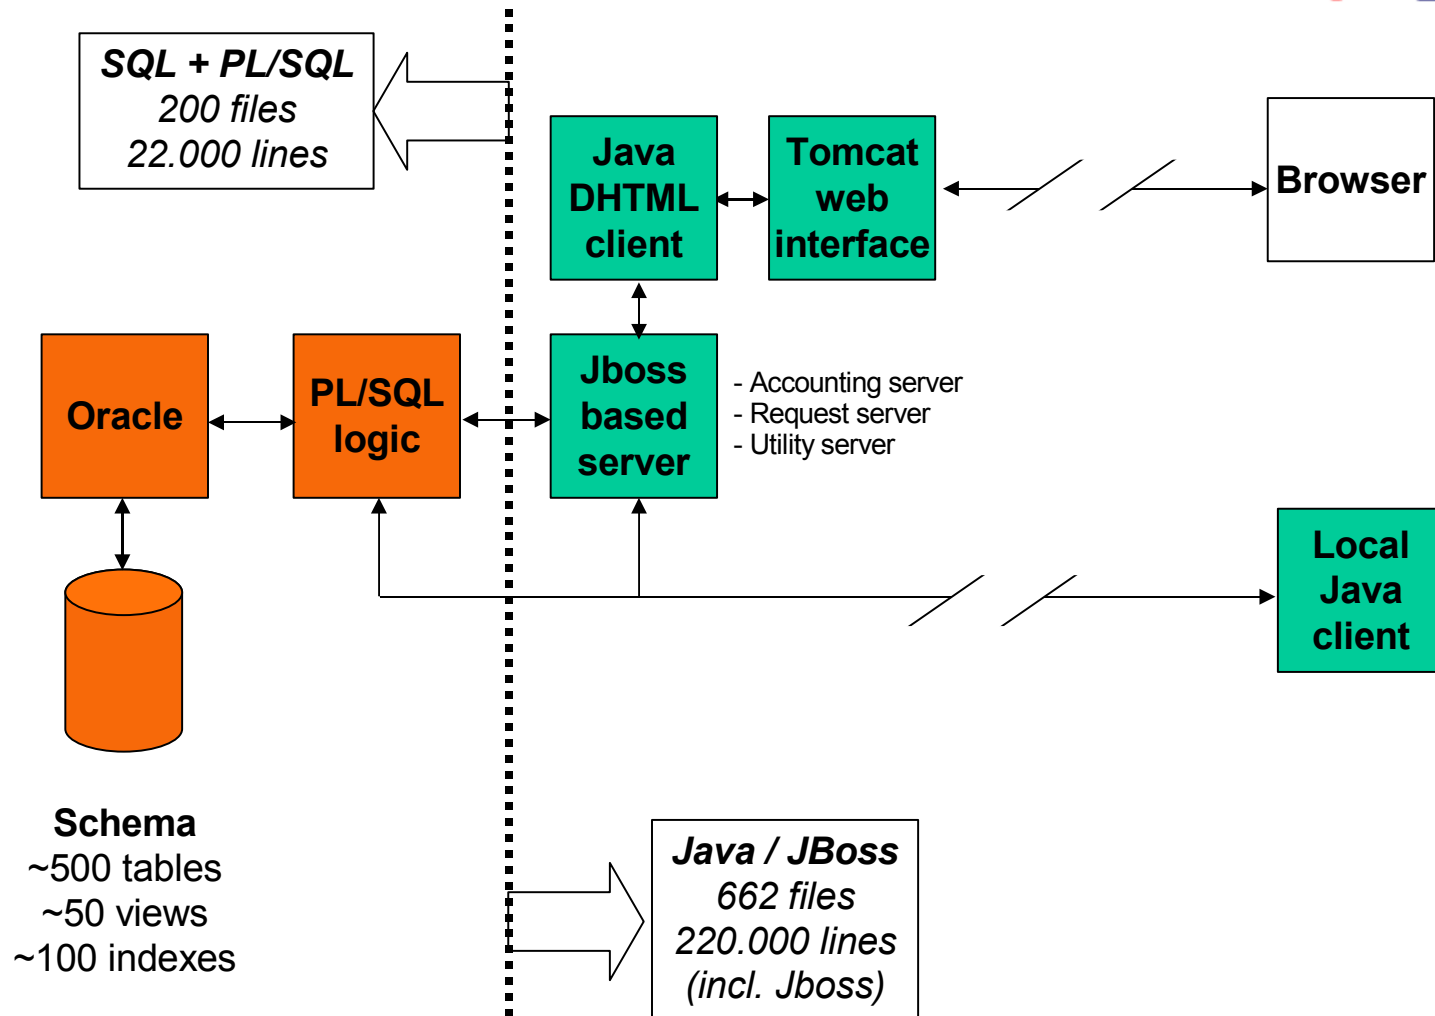 SQL + PL/SQL
200 files
22.000 lines
Java
DHTML
client
Tomcat
web
interface
Browser
Oracle
PL/SQL
logic
Jboss
based
server
- Accounting server
- Request server
- Utility server
Local
Java
client
Schema
~500 tables
~50 views
~100 indexes
Java / JBoss
662 files
220.000 lines
(incl. Jboss)